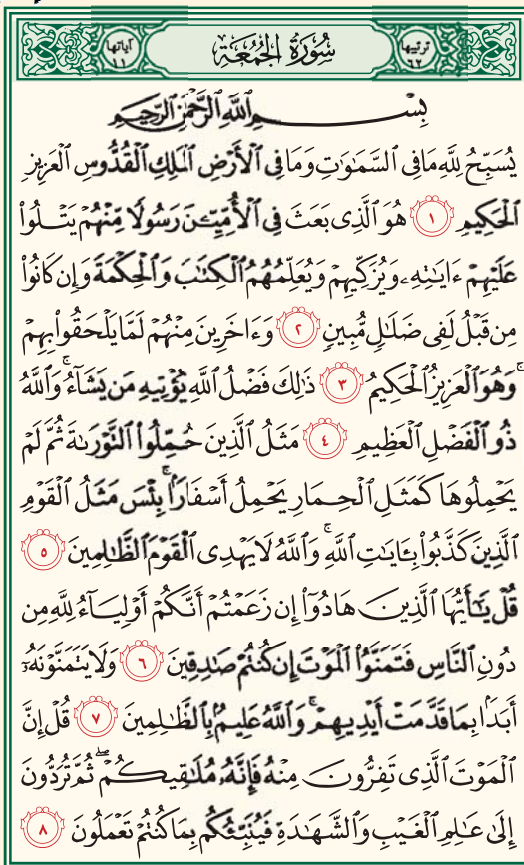 ترتيبها ٦٢ سُورَةُ الجُمُعَةِ آياتها ١١
بِسْمِ ٱللَّهِ ٱلرَّحْمَٰنِ ٱلرَّحِيمِ
يُسَبِّحُ لِلَّهِ مَا فِى ٱلسَّمَٰوَٰتِ وَمَا فِى ٱلْأَرْضِ ٱلْمَلِكِ ٱلْقُدُّوسِ ٱلْعَزِيزِ
ٱلْحَكِيمِ ١ هُوَ ٱلَّذِى بَعَثَ فِى ٱلْأُمِّيِّـۧنَ رَسُولًا مِّنْهُمْ يَتْلُوا۟
عَلَيْهِمْ ءَايَٰتِهِۦ وَيُزَكِّيهِمْ وَيُعَلِّمُهُمُ ٱلْكِتَٰبَ وَٱلْحِكْمَةَ وَإِن كَانُوا۟
مِن قَبْلُ لَفِى ضَلَٰلٍ مُّبِينٍ ٢ وَءَاخَرِينَ مِنْهُمْ لَمَّا يَلْحَقُوا۟ بِهِمْ
ۚ وَهُوَ ٱلْعَزِيزُ ٱلْحَكِيمُ ٣ ذَٰلِكَ فَضْلُ ٱللَّهِ يُؤْتِيهِ مَن يَشَآءُ ۚ وَٱللَّهُ
ذُو ٱلْفَضْلِ ٱلْعَظِيمِ ٤ مَثَلُ ٱلَّذِينَ حُمِّلُوا۟ ٱلتَّوْرَىٰةَ ثُمَّ لَمْ
يَحْمِلُوهَا كَمَثَلِ ٱلْحِمَارِ يَحْمِلُ أَسْفَارًۢا ۚ بِئْسَ مَثَلُ ٱلْقَوْمِ
ٱلَّذِينَ كَذَّبُوا۟ بِـَٔايَٰتِ ٱللَّهِ ۚ وَٱللَّهُ لَا يَهْدِى ٱلْقَوْمَ ٱلظَّٰلِمِينَ ٥
قُلْ يَٰٓأَيُّهَا ٱلَّذِينَ هَادُوٓا۟ إِن زَعَمْتُمْ أَنَّكُمْ أَوْلِيَآءُ لِلَّهِ مِن
دُونِ ٱلنَّاسِ فَتَمَنَّوُا۟ ٱلْمَوْتَ إِن كُنتُمْ صَٰدِقِينَ ٦ وَلَا يَتَمَنَّوْنَهُۥٓ
أَبَدًۢا بِمَا قَدَّمَتْ أَيْدِيهِمْ ۚ وَٱللَّهُ عَلِيمٌۢ بِٱلظَّٰلِمِينَ ٧ قُلْ إِنَّ
ٱلْمَوْتَ ٱلَّذِى تَفِرُّونَ مِنْهُ فَإِنَّهُۥ مُلَٰقِيكُمْ ۖ ثُمَّ تُرَدُّونَ
إِلَىٰ عَٰلِمِ ٱلْغَيْبِ وَٱلشَّهَٰدَةِ فَيُنَبِّئُكُم بِمَا كُنتُمْ تَعْمَلُونَ ٨